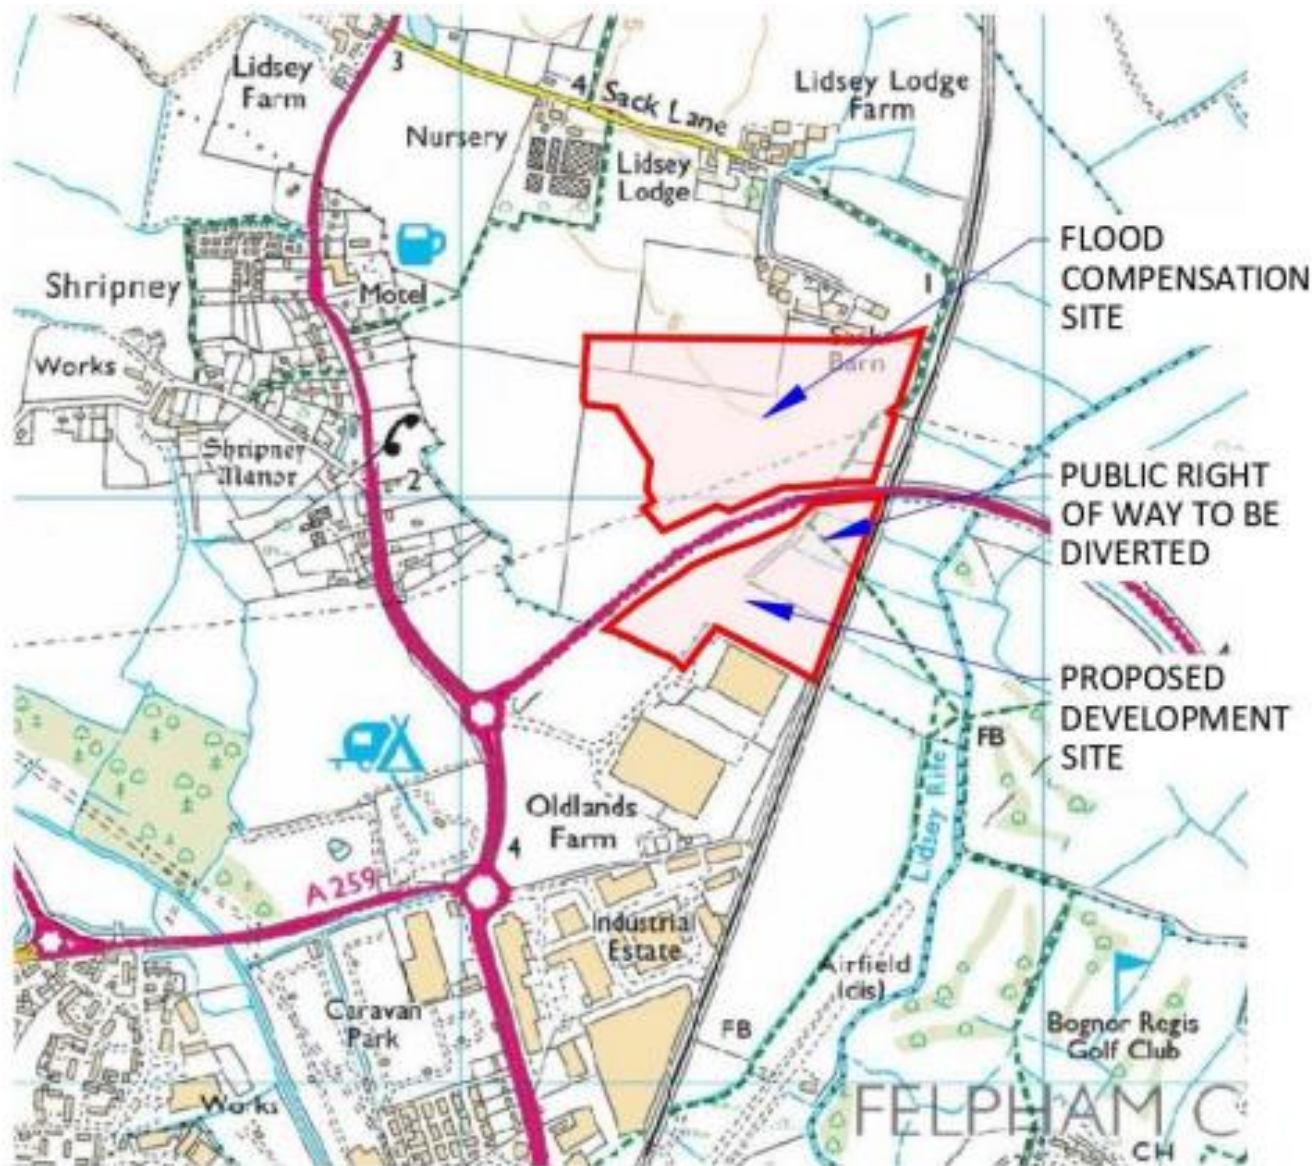 Lidsey
Farm
3
4
Sack Lane
Lidsey Lodge
Farm
Nursery
Lidsey
Lodge
FLOOD
COMPENSATION
SITE
Shripney
Motel
1
Barn
Works
Shripney
Manor
2
PUBLIC RIGHT
OF WAY TO BE
DIVERTED
PROPOSED
DEVELOPMENT
SITE
FB
Lidsey Rife
Oldlands
Farm
4
A 259
Industrial
Estate
Airfield
(dis)
Caravan
Park
FB
Bognor Regis
Golf Club
Works
FELPHAM C
CH